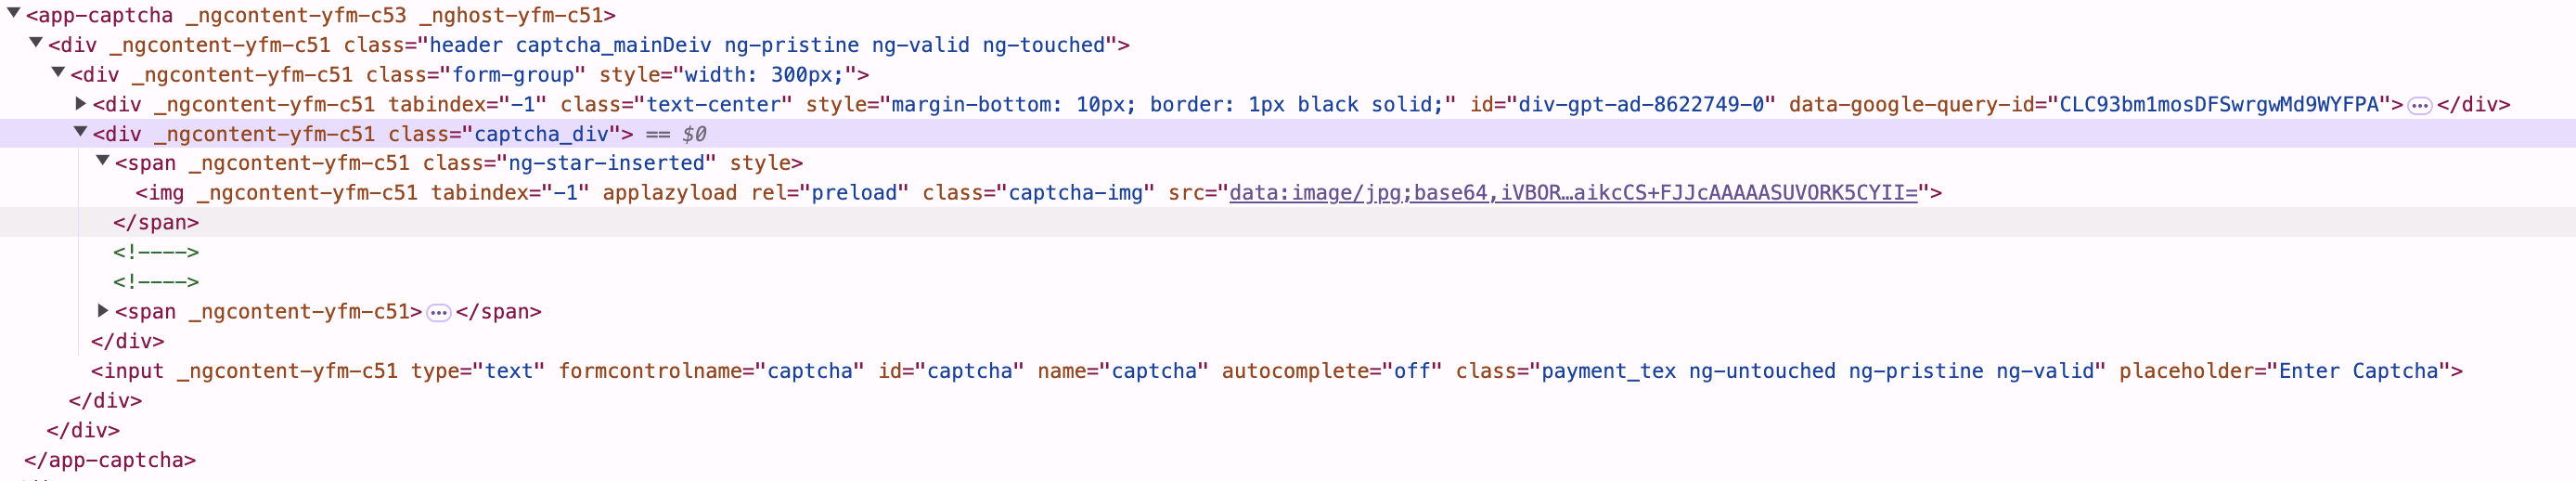 ▼<app-captcha _ngcontent-yfm-c53 _nghost-yfm-c51>
▼<div _ngcontent-yfm-c51 class="header captcha_mainDeiv ng-pristine ng-valid ng-touched">
▼<div _ngcontent-yfm-c51 class="form-group" style="width: 300px;">
▶<div _ngcontent-yfm-c51 tabindex="-1" class="text-center" style="margin-bottom: 10px; border: 1px black solid;" id="div-gpt-ad-8622749-0" data-google-query-id="CLC93bm1mosDFSwrgwMd9WYFPA">…</div>
▼<div _ngcontent-yfm-c51 class="captcha_div"> == $0
▼<span _ngcontent-yfm-c51 class="ng-star-inserted" style>
<img _ngcontent-yfm-c51 tabindex="-1" applazyload rel="preload" class="captcha-img" src="data:image/jpg;base64,iVBOR…aikcCS+FJJcAAAAASUVORK5CYII=">
</span>
<!---->
<!---->
▶<span _ngcontent-yfm-c51>…</span>
</div>
<input _ngcontent-yfm-c51 type="text" formcontrolname="captcha" id="captcha" name="captcha" autocomplete="off" class="payment_tex ng-untouched ng-pristine ng-valid" placeholder="Enter Captcha">
</div>
</div>
</app-captcha>